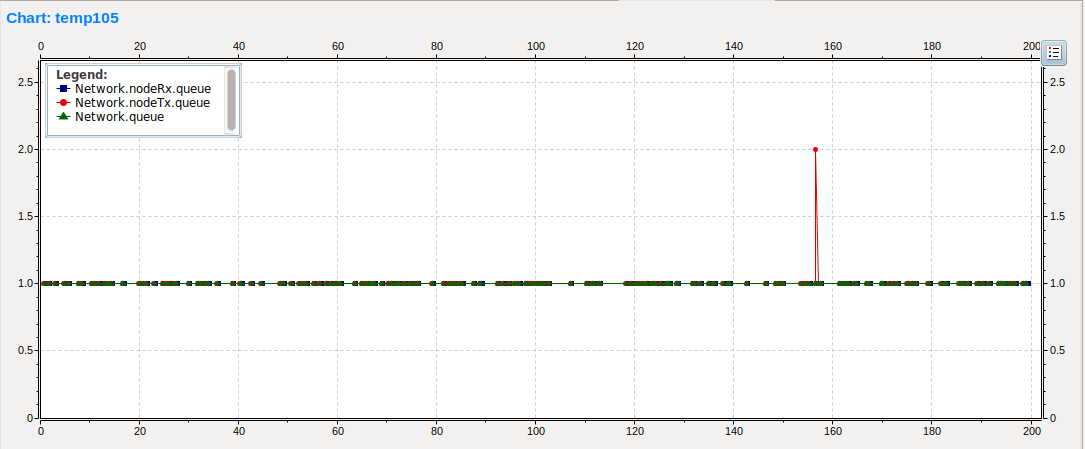 Chart: temp105
0 20 40 60 80 100 120 140 160 180 200
Legend:
Network.nodeRx.queue
Network.nodeTx.queue
Network.queue
2.5 2.5
2.0 2.0
1.5 1.5
1.0 1.0
0.5 0.5
0 0
0 20 40 60 80 100 120 140 160 180 200